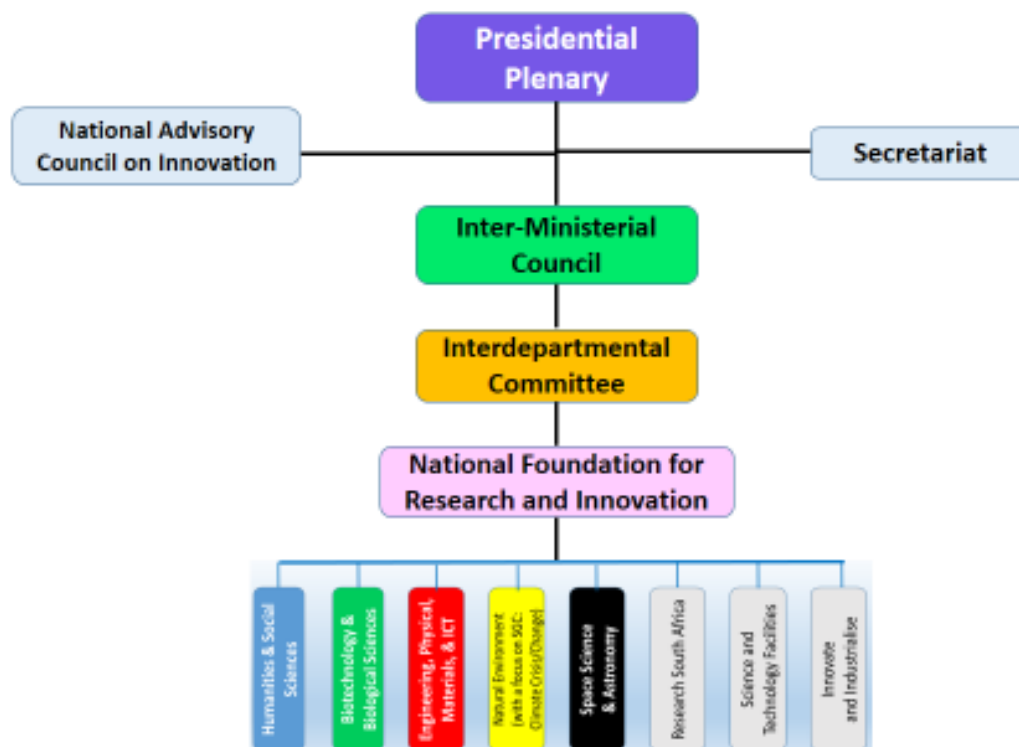 Presidential
Plenary
National Advisory
Council on Innovation
Secretariat
Inter-Ministerial
Council
Interdepartmental
Committee
National Foundation for
Research and Innovation
Humanities & Social
Sciences
Biotechnology &
Biological Sciences
Engineering, Physical,
Materials, & ICT
Natural Environment
(with a focus on SGC:
Climate Crisis/Change)
Space Science
& Astronomy
Research South Africa
Science and
Technology Facilities
Innovate
and Industrialise